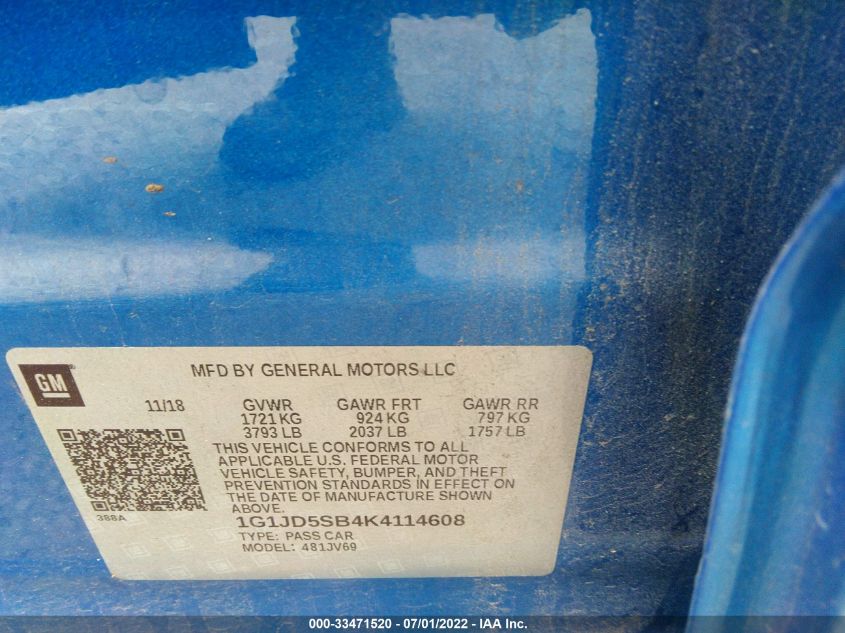 GM
MFD BY GENERAL MOTORS LLC
11/18 GVWR GAWR FRT GAWR RR
1721 KG 924 KG 797 KG
3793 LB 2037 LB 1757 LB
THIS VEHICLE CONFORMS TO ALL
APPLICABLE U.S. FEDERAL MOTOR
VEHICLE SAFETY, BUMPER, AND THEFT
PREVENTION STANDARDS IN EFFECT ON
THE DATE OF MANUFACTURE SHOWN
ABOVE.
388A
1G1JD5SB4K4114608
TYPE: PASS CAR
MODEL: 481JV69
000-33471520 - 07/01/2022 - IAA Inc.